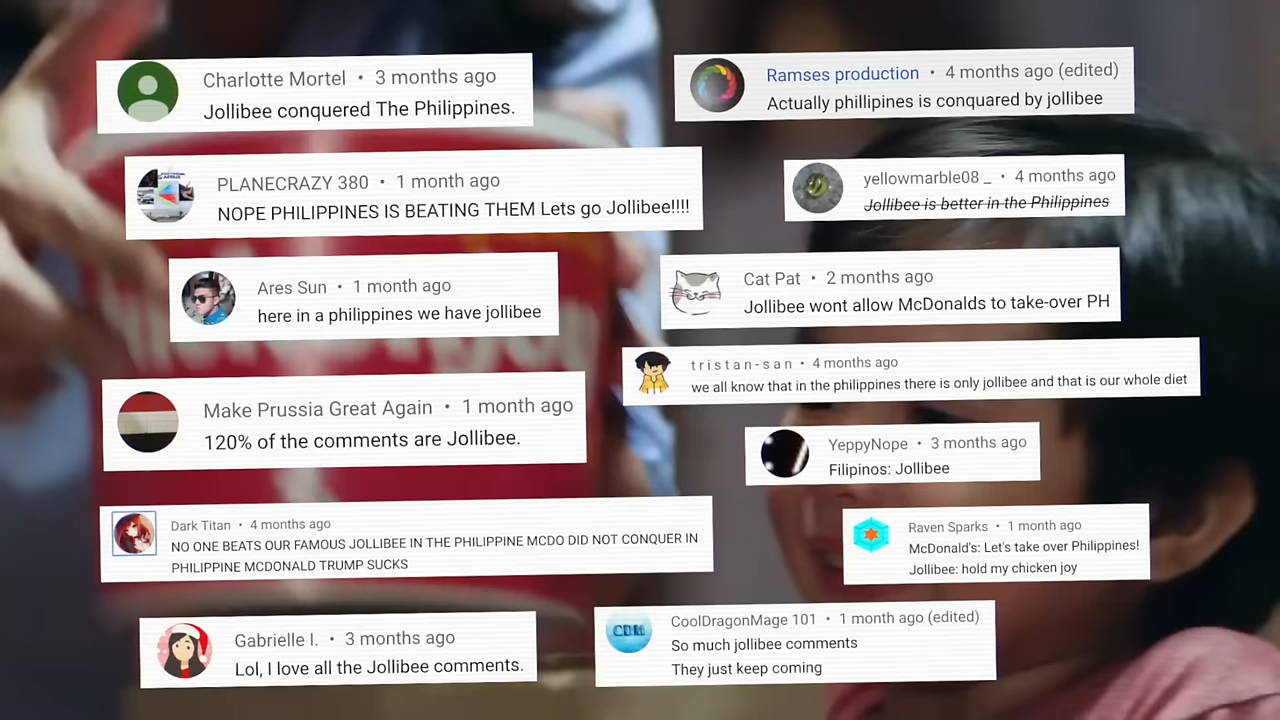 Charlotte Mortel • 3 months ago
Jollibee conquered The Philippines.
Ramses production • 4 months ago (edited)
Actually phillipines is conquared by jollibee
PLANECRAZY 380 • 1 month ago
NOPE PHILIPPINES IS BEATING THEM Lets go Jollibee!!!!
yellowmarble08 _ • 4 months ago
Jollibee is better in the Philippines
Ares Sun • 1 month ago
here in a philippines we have jollibee
Cat Pat • 2 months ago
Jollibee wont allow McDonalds to take-over PH
t r i s t a n - s a n • 4 months ago
we all know that in the philippines there is only jollibee and that is our whole diet
Make Prussia Great Again • 1 month ago
120% of the comments are Jollibee.
YeppyNope • 3 months ago
Filipinos: Jollibee
Dark Titan • 4 months ago
NO ONE BEATS OUR FAMOUS JOLLIBEE IN THE PHILIPPINE MCDO DID NOT CONQUER IN
PHILIPPINE MCDONALD TRUMP SUCKS
Raven Sparks • 1 month ago
McDonald's: Let's take over Philippines!
Jollibee: hold my chicken joy
Gabrielle I. • 3 months ago
Lol, I love all the Jollibee comments.
CDM
CoolDragonMage 101 • 1 month ago (edited)
So much jollibee comments
They just keep coming